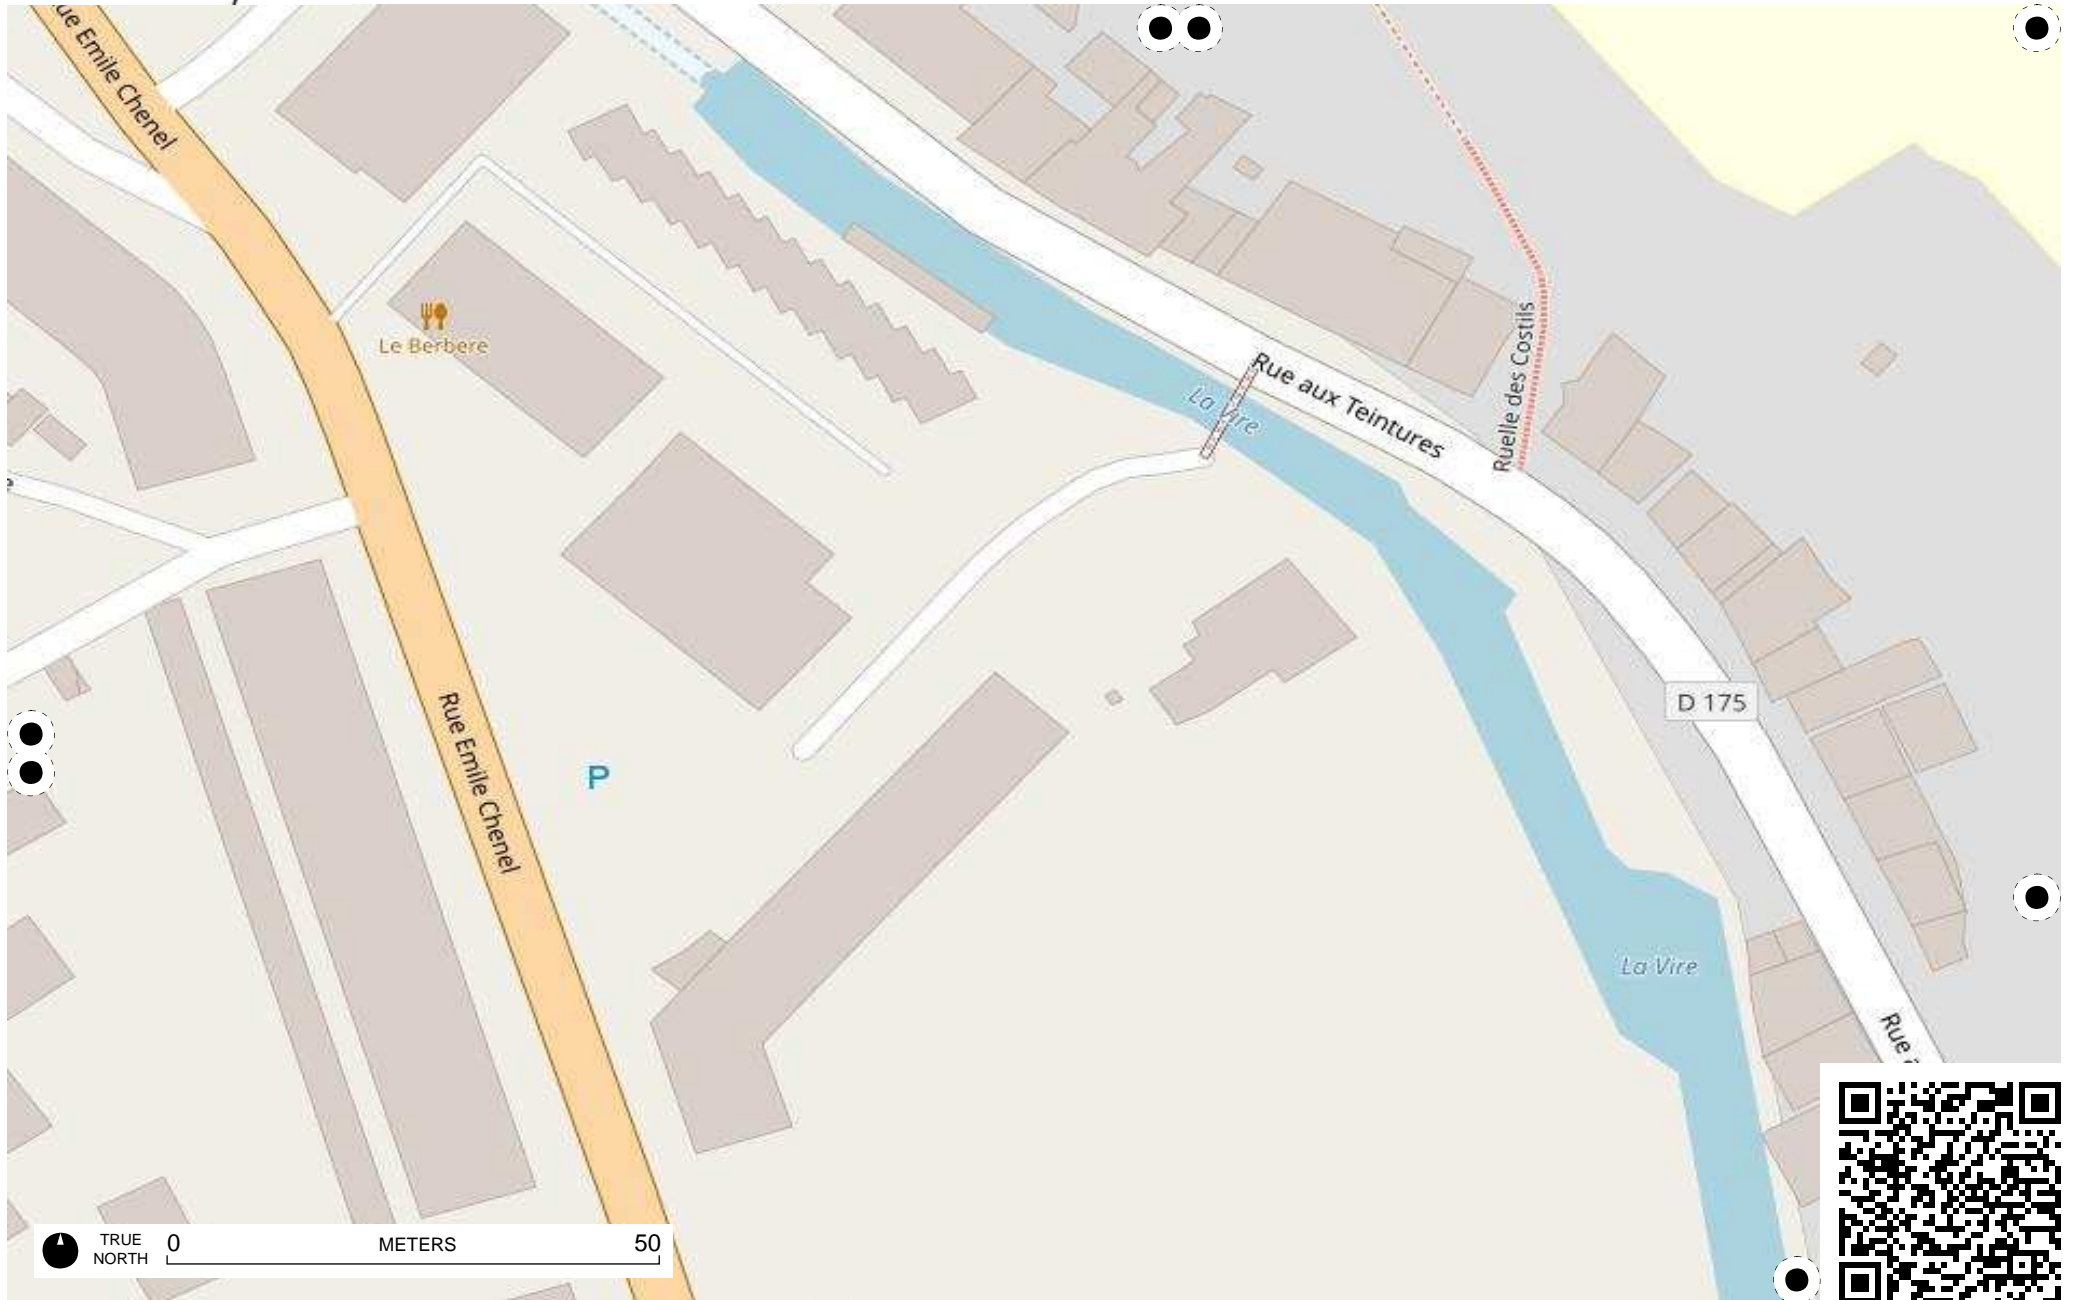 ue Emile Chenel
Le Berbere
La Vire
Rue aux Teintures
Ruelle des Costils
e
D 175
Rue Emile Chenel
P
La Vire
Rue
TRUE NORTH
0 METERS 50